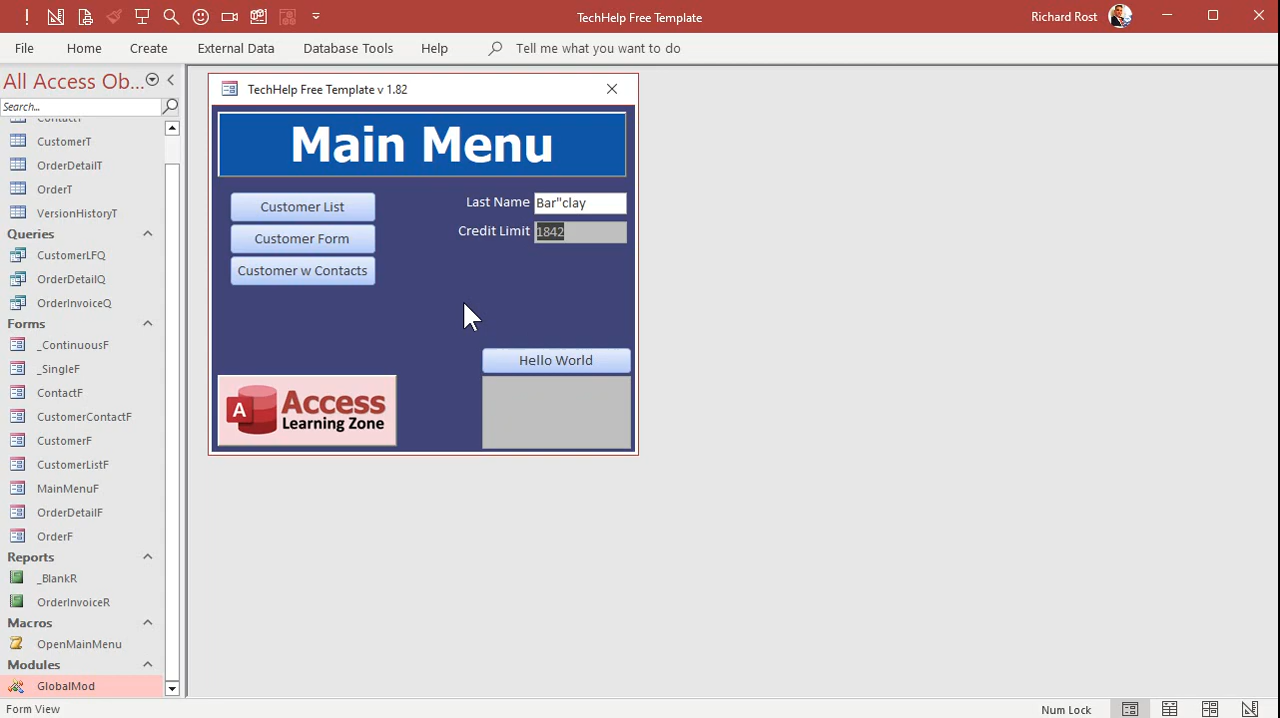 TechHelp Free Template
Richard Rost
File Home Create External Data Database Tools Help Tell me what you want to do
All Access Ob...
Search...
ContactT
CustomerT
OrderDetailT
OrderT
VersionHistoryT
Queries
CustomerLFQ
OrderDetailQ
OrderInvoiceQ
Forms
_ContinuousF
_SingleF
ContactF
CustomerContactF
CustomerF
CustomerListF
MainMenuF
OrderDetailF
OrderF
Reports
_BlankR
OrderInvoiceR
Macros
OpenMainMenu
Modules
GlobalMod
TechHelp Free Template v 1.82
Main Menu
Customer List
Customer Form
Customer w Contacts
Last Name Bar"clay
Credit Limit 1842
Hello World
A Access
Learning Zone
Form View
Num Lock